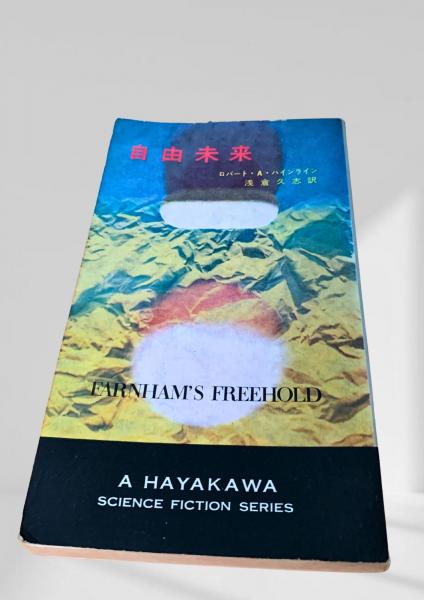 自由未来
ロバート・A・ハインライン
浅倉久志訳
FARNHAM'S FREEHOLD
A HAYAKAWA
SCIENCE FICTION SERIES